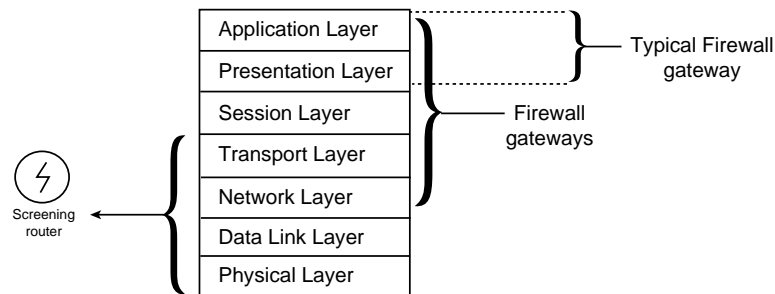 Application Layer
Presentation Layer
Session Layer
Transport Layer
Network Layer
Data Link Layer
Physical Layer
Typical Firewall
gateway
Firewall
gateways
Screening
router